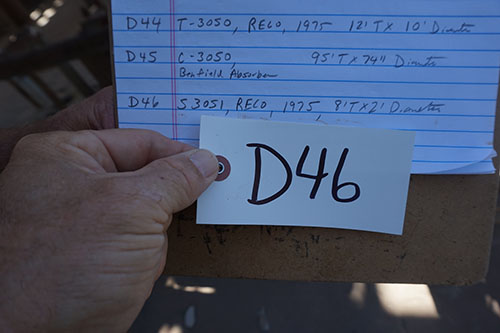 D44 T-3050, RECO, 1975 12'T x 10' Diameter
D45 C-3050, 95'T x 74" Diameter
Benfield Absorber
D46 S3051, RECO, 1975 8'T x 2' Diameter
D46